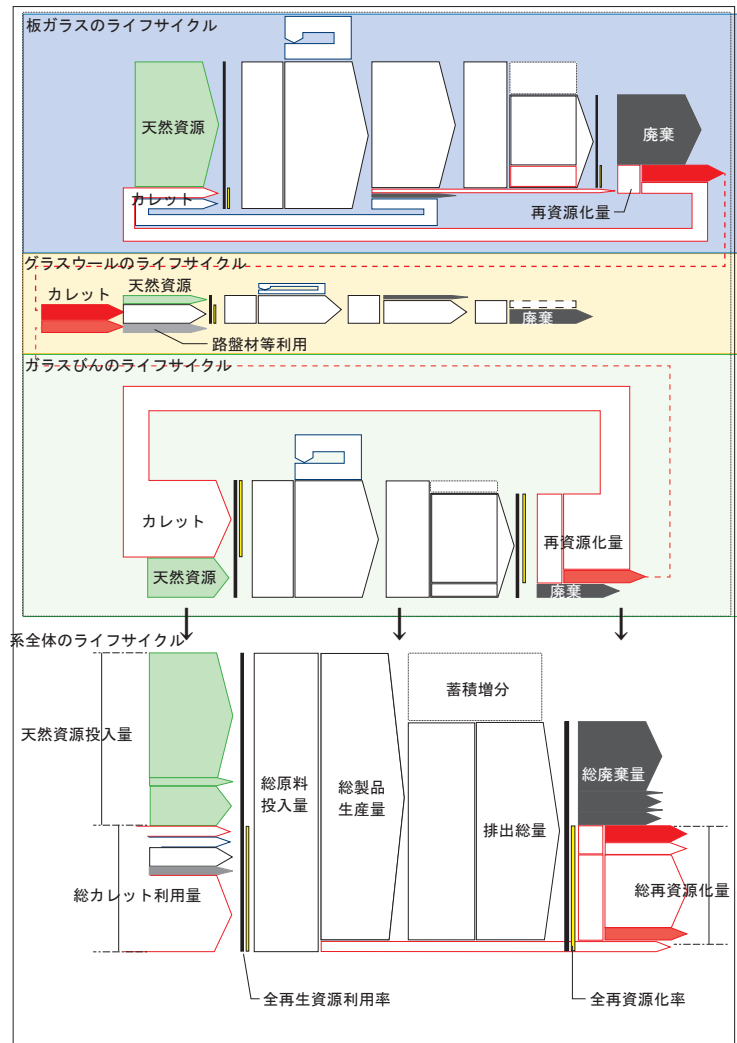 板ガラスのライフサイクル
天然資源
廃棄
カレット
再資源化量
グラスウールのライフサイクル
天然資源
カレット
廃棄
路盤材等利用
ガラスびんのライフサイクル
カレット
再資源化量
天然資源
廃棄
系全体のライフサイクル
蓄積増分
天然資源投入量
総原料
投入量
総製品
生産量
総廃棄量
排出総量
総カレット利用量
総再資源化量
全再生資源利用率
全再資源化率